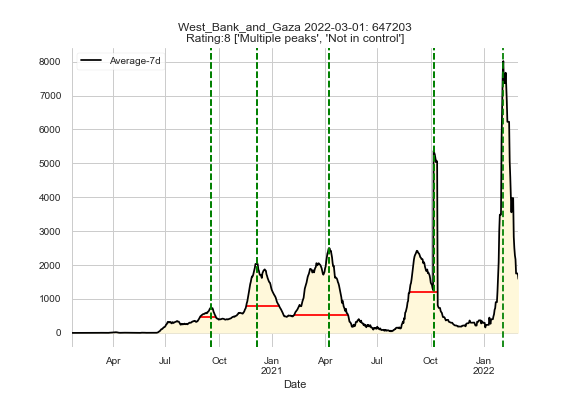 West_Bank_and_Gaza 2022-03-01: 647203
Rating:8 ['Multiple peaks', 'Not in control']
Average-7d
8000
7000
6000
5000
4000
3000
2000
1000
0
Apr Jul Oct Jan Apr Jul Oct Jan
2021 2022
Date